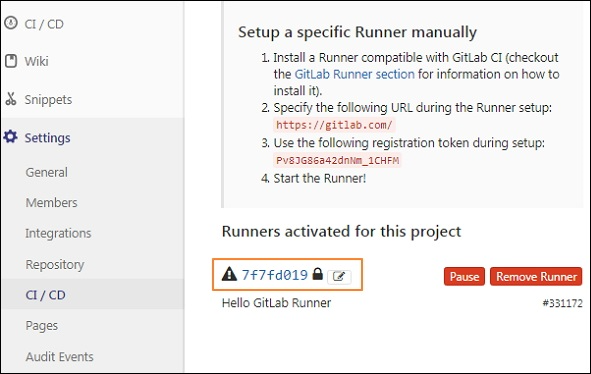 CI / CD
Wiki
Snippets
Settings
General
Members
Integrations
Repository
CI / CD
Pages
Audit Events
Setup a specific Runner manually
1. Install a Runner compatible with GitLab CI (checkout
the GitLab Runner section for information on how to
install it).
2. Specify the following URL during the Runner setup:
https://gitlab.com/
3. Use the following registration token during setup:
Pv8JG86a42dnNm_1CHFM
4. Start the Runner!
Runners activated for this project
7f7fd019
Pause
Remove Runner
Hello GitLab Runner
#331172